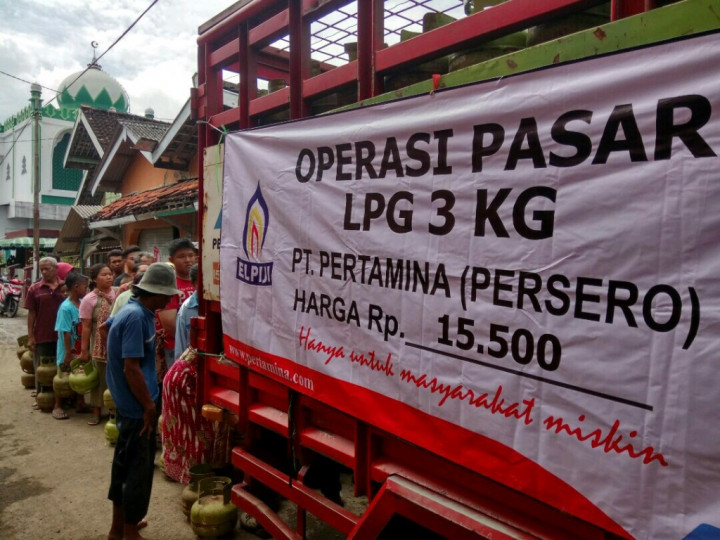 OPERASI PASAR
LPG 3 KG
ELPIJI
PT. PERTAMINA (PERSERO)
HARGA Rp. 15.500
Hanya untuk masyarakat miskin
www.pertamina.com